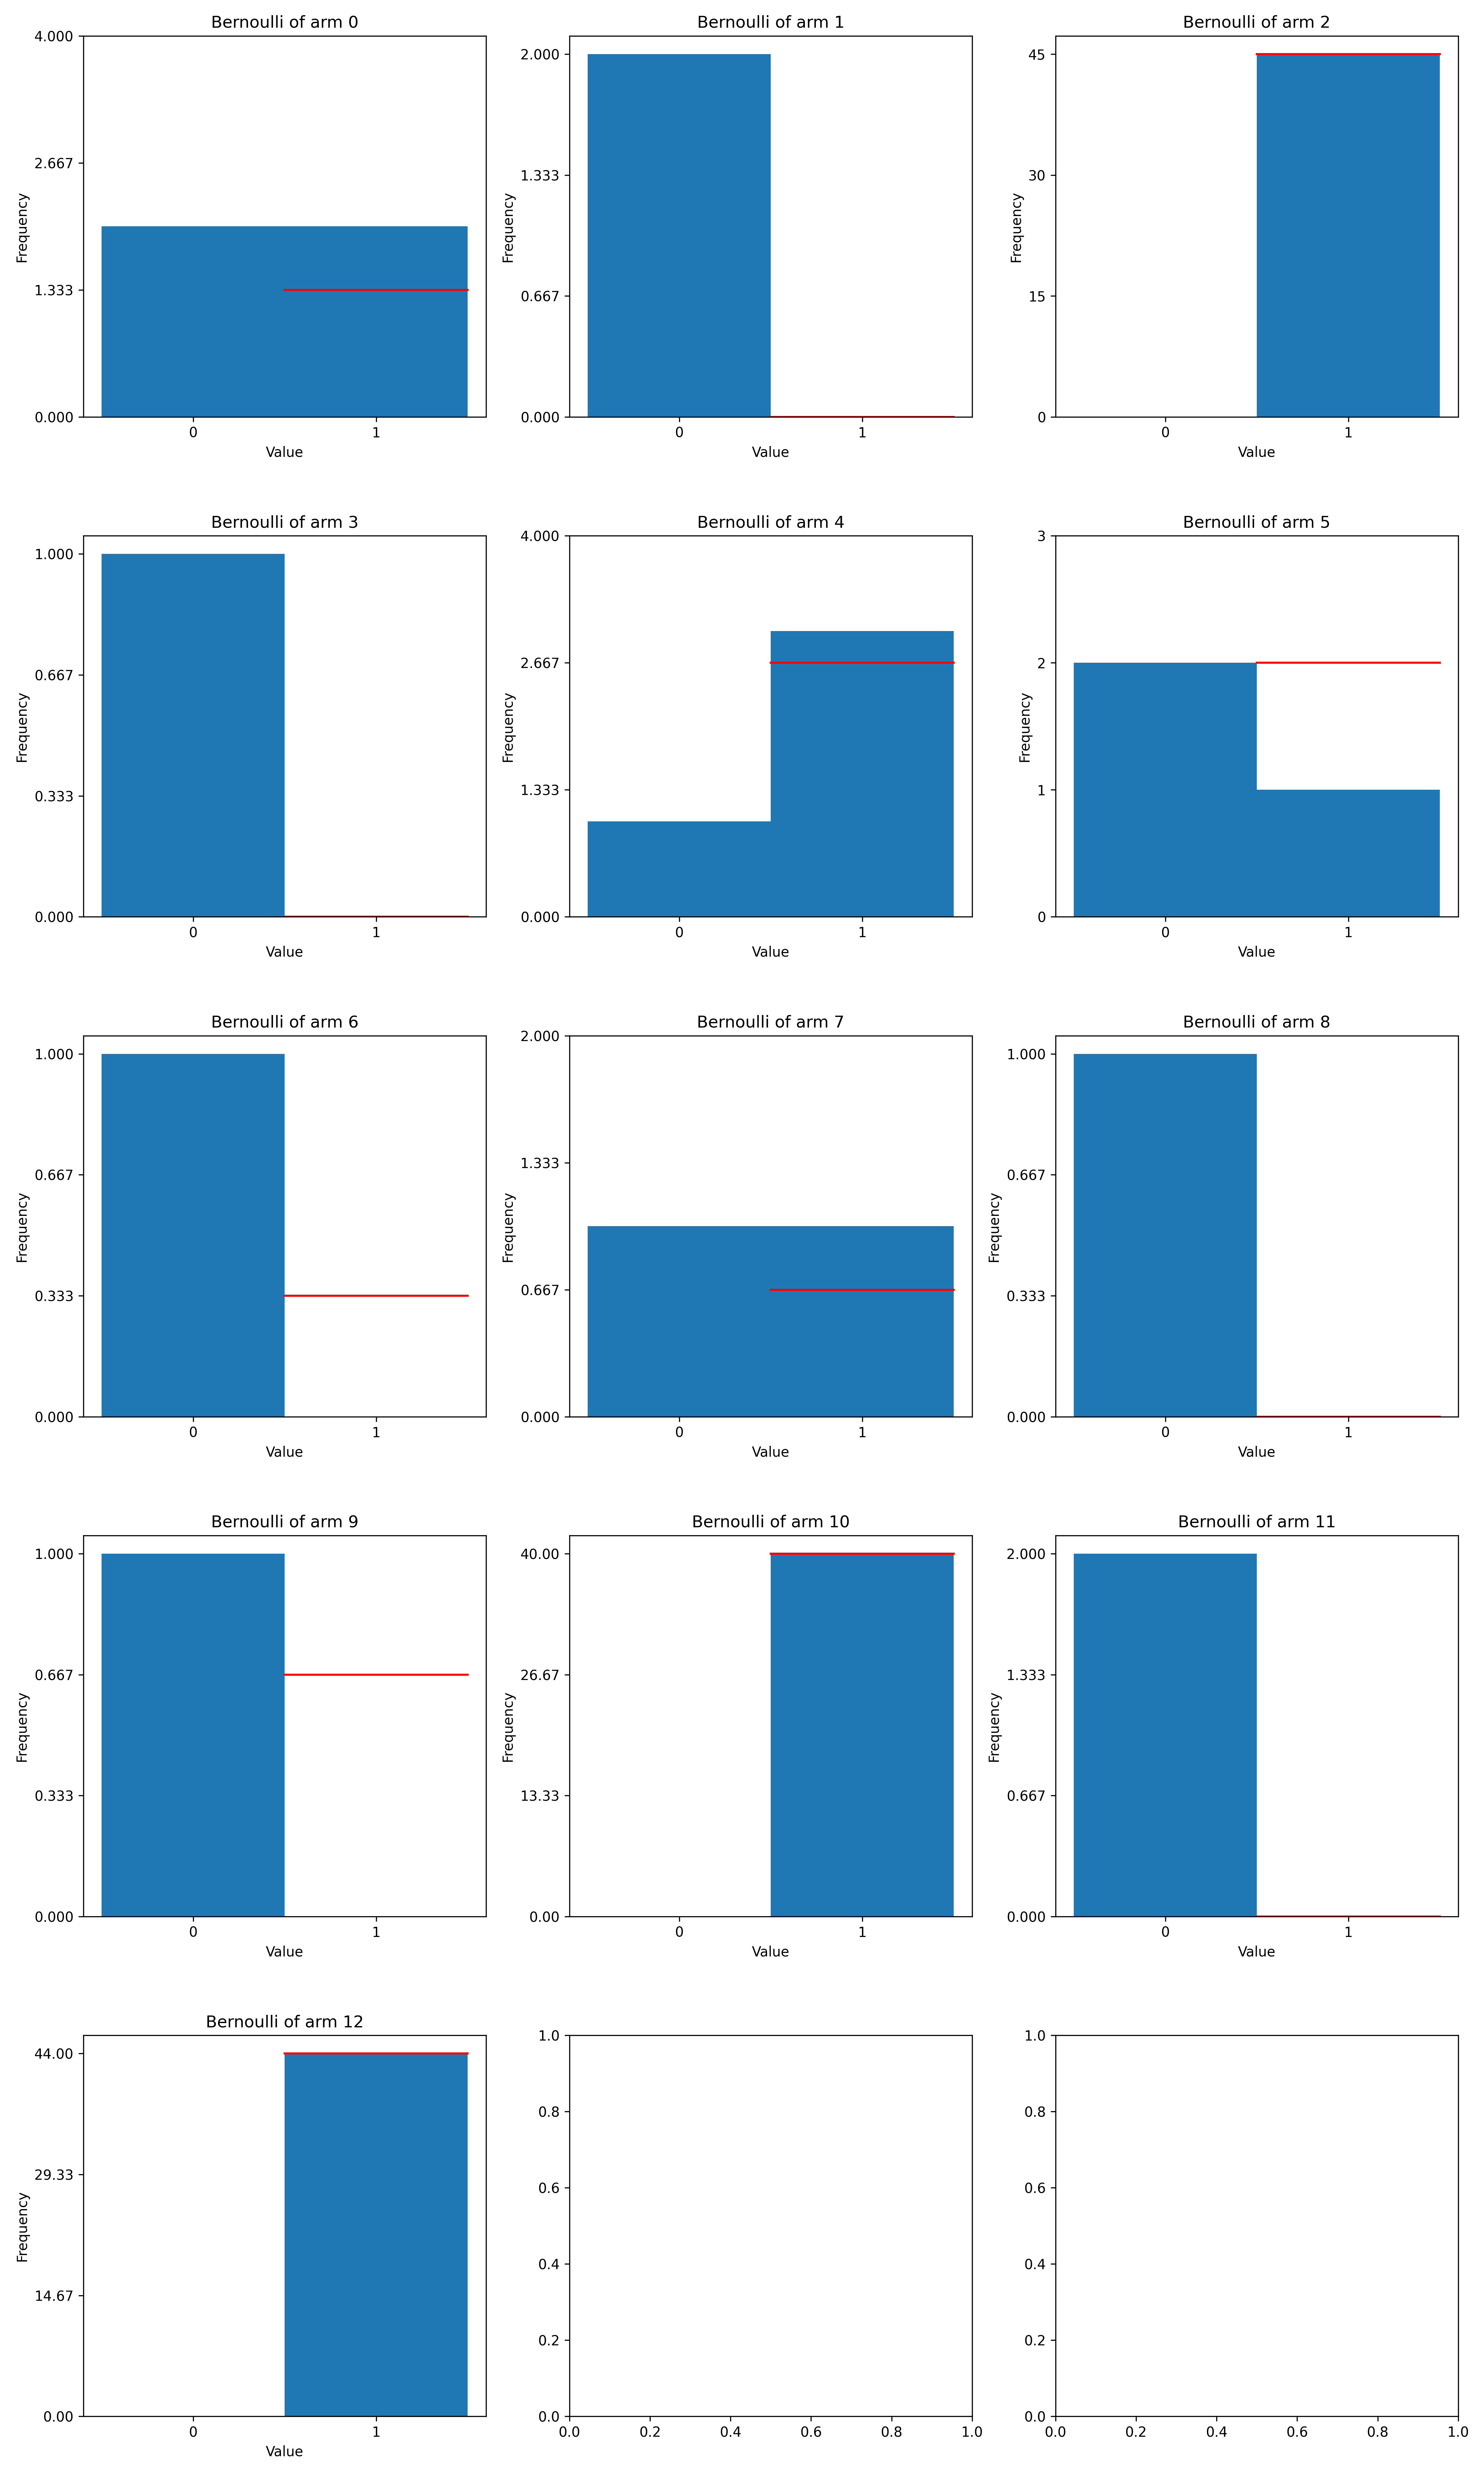 Bernoulli of arm 0
4.000
2.667
1.333
0.000
Frequency
0 1
Value
Bernoulli of arm 1
2.000
1.333
0.667
0.000
Frequency
0 1
Value
Bernoulli of arm 2
45
30
15
0
Frequency
0 1
Value
Bernoulli of arm 3
1.000
0.667
0.333
0.000
Frequency
0 1
Value
Bernoulli of arm 4
4.000
2.667
1.333
0.000
Frequency
0 1
Value
Bernoulli of arm 5
3
2
1
0
Frequency
0 1
Value
Bernoulli of arm 6
1.000
0.667
0.333
0.000
Frequency
0 1
Value
Bernoulli of arm 7
2.000
1.333
0.667
0.000
Frequency
0 1
Value
Bernoulli of arm 8
1.000
0.667
0.333
0.000
Frequency
0 1
Value
Bernoulli of arm 9
1.000
0.667
0.333
0.000
Frequency
0 1
Value
Bernoulli of arm 10
40.00
26.67
13.33
0.00
Frequency
0 1
Value
Bernoulli of arm 11
2.000
1.333
0.667
0.000
Frequency
0 1
Value
Bernoulli of arm 12
44.00
29.33
14.67
0.00
Frequency
0 1
Value
1.0
0.8
0.6
0.4
0.2
0.0
0.0 0.2 0.4 0.6 0.8 1.0
1.0
0.8
0.6
0.4
0.2
0.0
0.0 0.2 0.4 0.6 0.8 1.0